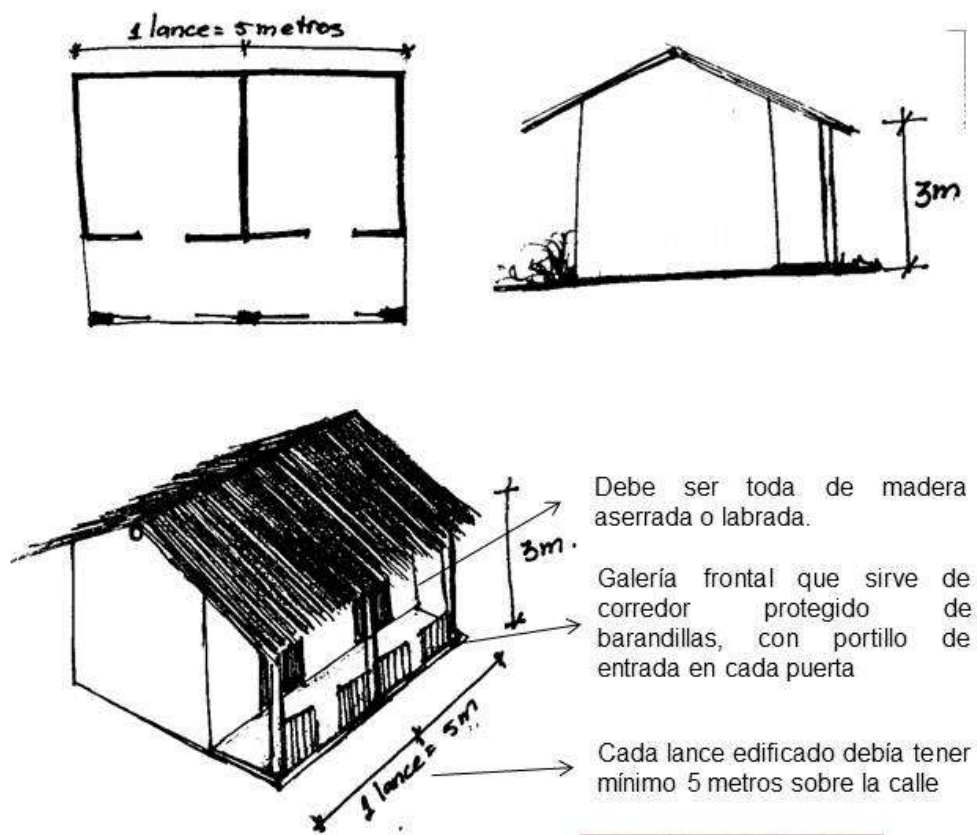 1 lance = 5 metros
3m
3m.
1 lance = 5m
Debe ser toda de madera
aserrada o labrada.
Galería frontal que sirve de
corredor protegido de
barandillas, con portillo de
entrada en cada puerta
Cada lance edificado debía tener
mínimo 5 metros sobre la calle